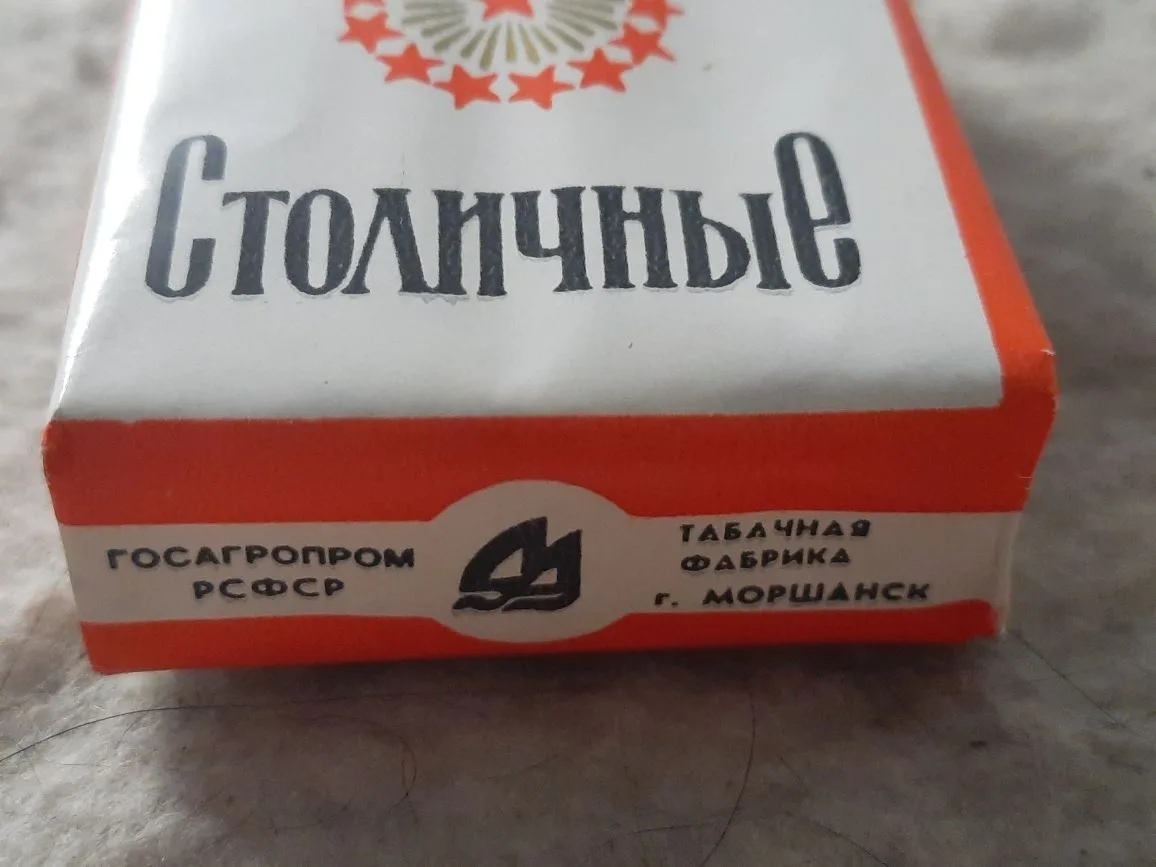 Столичные
ГОСАГРОПРОМ
РСФСР
ТАБАЧНАЯ
ФАБРИКА
г. МОРШАНСК